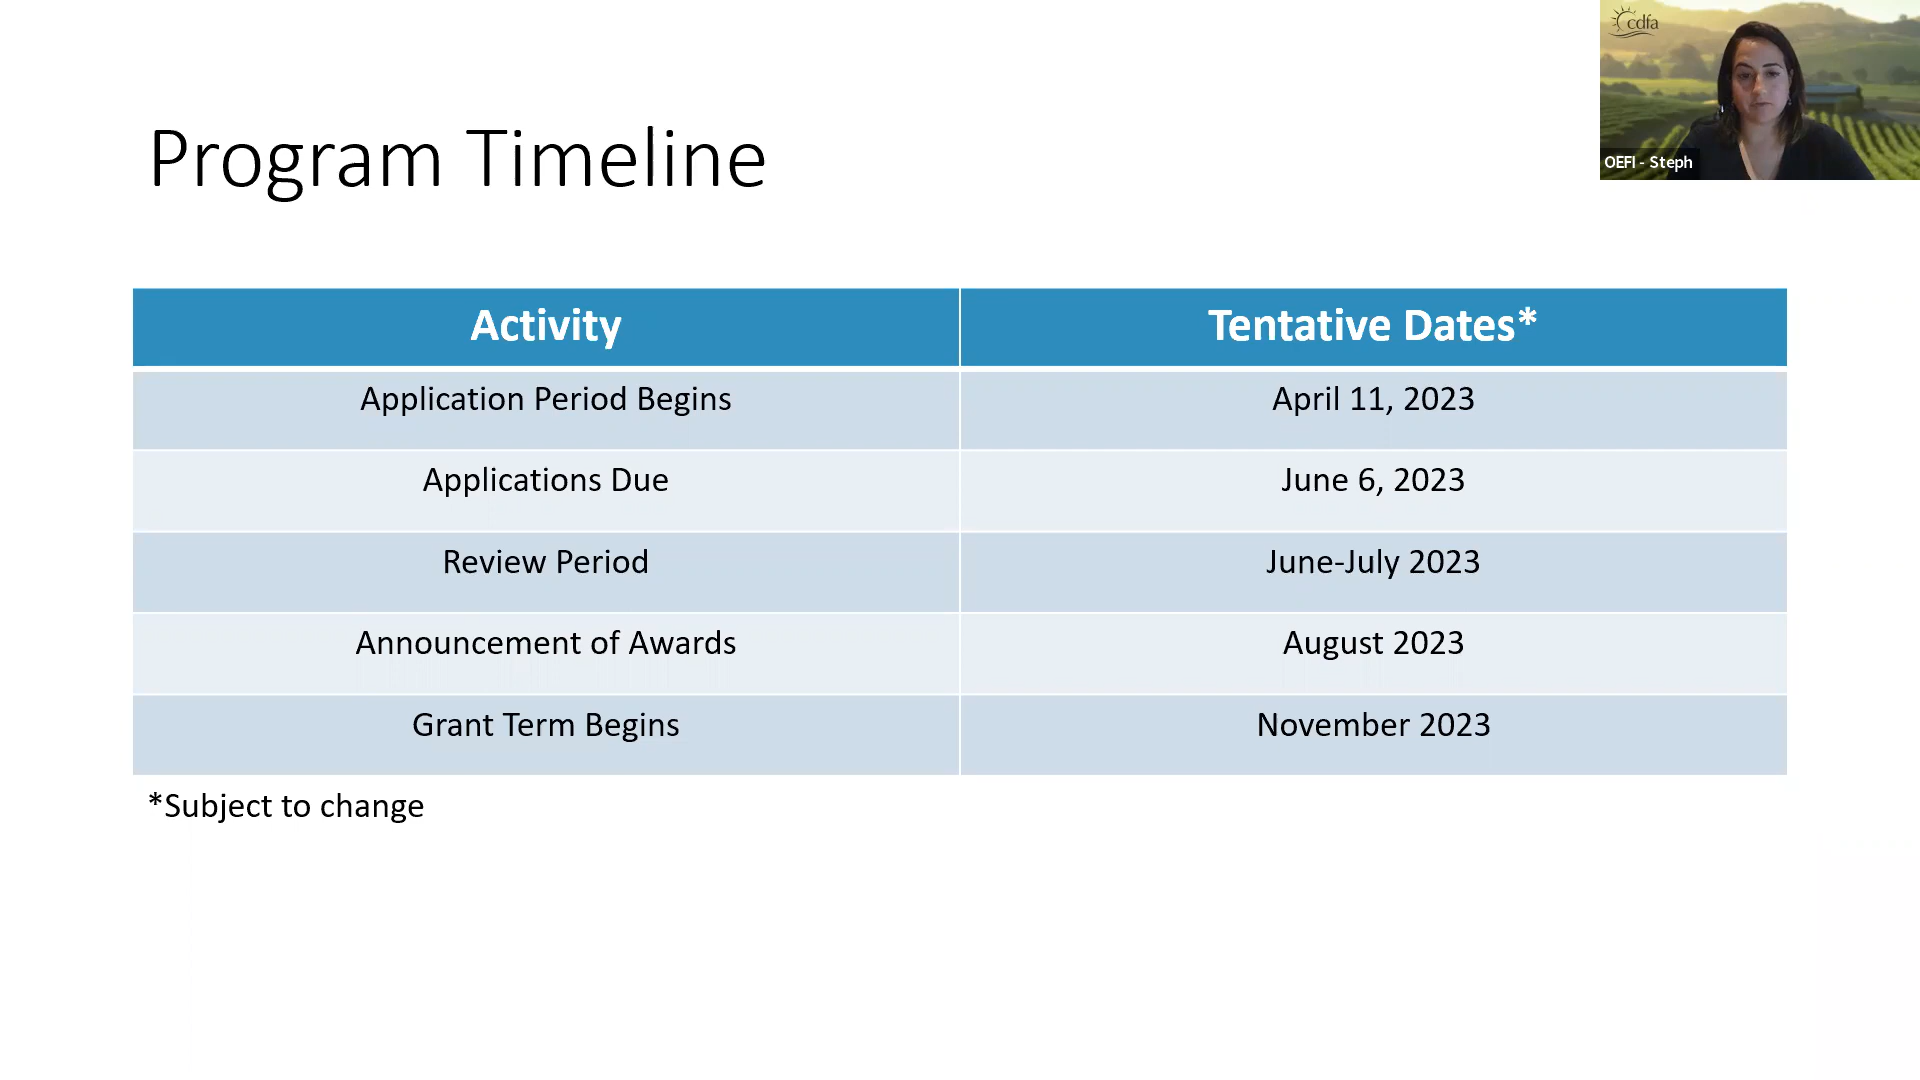 cdfa
OEFI - Steph
Program Timeline
Activity
Tentative Dates*
Application Period Begins
April 11, 2023
Applications Due
June 6, 2023
Review Period
June-July 2023
Announcement of Awards
August 2023
Grant Term Begins
November 2023
*Subject to change